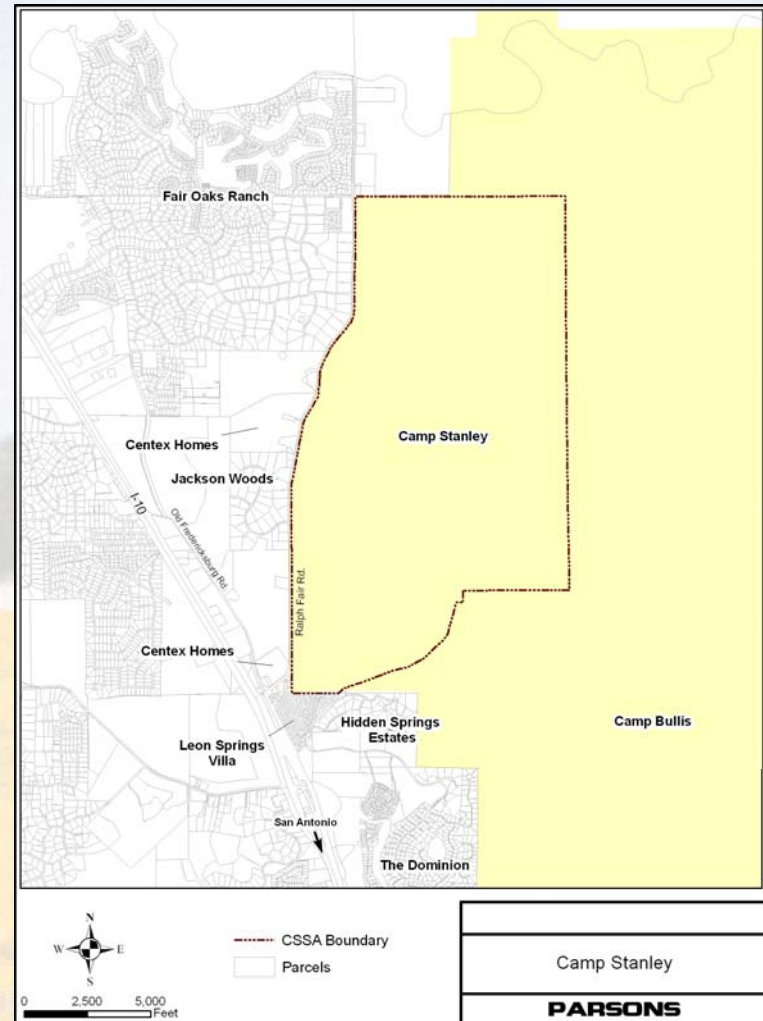 Fair Oaks Ranch
Centex Homes
Camp Stanley
Jackson Woods
I-10
Old Fredericksburg Rd.
Ralph Fair Rd.
Centex Homes
Hidden Springs
Estates
Camp Bullis
Leon Springs
Villa
San Antonio
The Dominion
N
W E
S
0 2,500 5,000
Feet
CSSA Boundary
Parcels
Camp Stanley
PARSONS